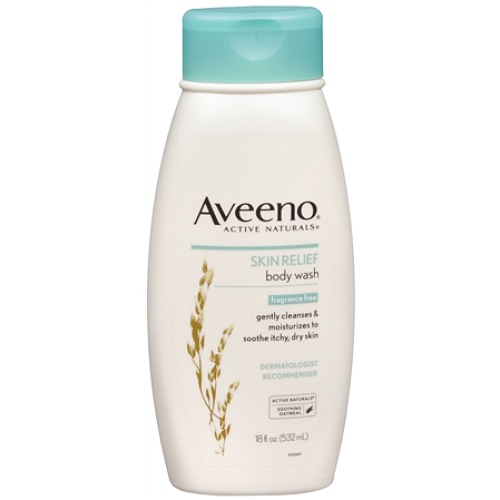 Aveeno®
ACTIVE NATURALS®
SKIN RELIEF
body wash
fragrance free
gently cleanses &
moisturizes to
soothe itchy, dry skin
DERMATOLOGIST
RECOMMENDED
ACTIVE NATURALS®
SOOTHING
OATMEAL
18 fl. oz. (532 mL)